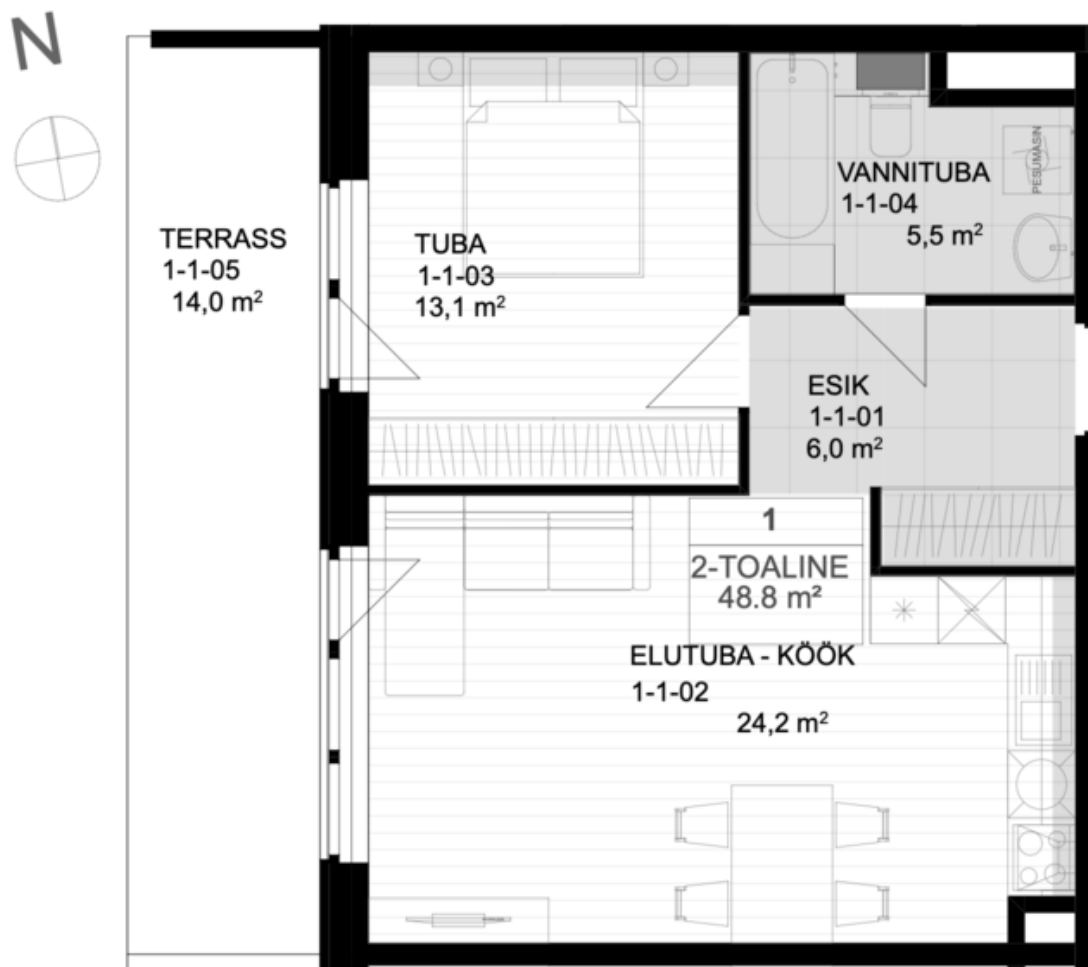 N
TERRASS
1-1-05
14,0 m²
TUBA
1-1-03
13,1 m²
VANNITUBA
1-1-04
5,5 m²
PESUMASIN
ESIK
1-1-01
6,0 m²
1
2-TOALINE
48.8 m²
ELUTUBA - KÖÖK
1-1-02
24,2 m²